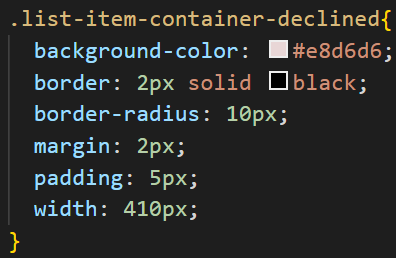 .list-item-container-declined{
background-color: #e8d6d6;
border: 2px solid black;
border-radius: 10px;
margin: 2px;
padding: 5px;
width: 410px;
}